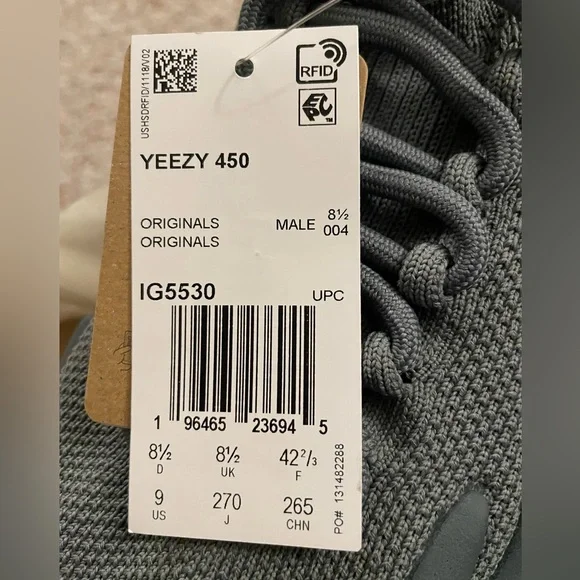 USHSDRFID/1118/V02
RFID
EPC
YEEZY 450
ORIGINALS MALE 8½
ORIGINALS 004
IG5530 UPC
1 96465 23694 5
8½ 8½ 42²/3
D UK F
9 270 265
US J CHN
PO# 131482288